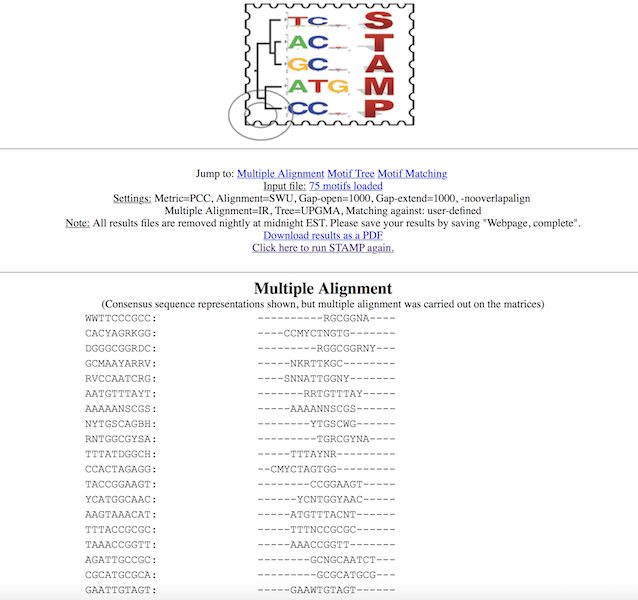 TC_
AC_
GC_
ATG
CC_
STAMP
Jump to: Multiple Alignment Motif Tree Motif Matching
Input file: 75 motifs loaded
Settings: Metric=PCC, Alignment=SWU, Gap-open=1000, Gap-extend=1000, -nooverlapalign
Multiple Alignment=IR, Tree=UPGMA, Matching against: user-defined
Note: All results files are removed nightly at midnight EST. Please save your results by saving "Webpage, complete".
Download results as a PDF
Click here to run STAMP again.
Multiple Alignment
(Consensus sequence representations shown, but multiple alignment was carried out on the matrices)
WWTTCCCGCC: ----------RGCGGNA----
CACYAGRKGG: ----CCMYCTNGTG-------
DGGGCGGRDC: ---------RGGCGGRNY---
GCMAAYARRV: -----NKRTTKGC--------
RVCCAATCRG: ----SNNATTGGNY-------
AATGTTTAYT: -------RRTGTTTAY-----
AAAAANSCGS: -----AAAANNSCGS------
NYTGSCAGBH: --------YTGSCWG------
RNTGGCGYSA: ---------TGRCGYNA----
TTTATDGGCH: -----TTTAYNR---------
CCACTAGAGG: --CMYCTAGTGG---------
TACCGGAAGT: --------CCGGAAGT-----
YCATGGCAAC: ------YCNTGGYAAC-----
AAGTAAACAT: -----ATGTTTACNT------
TTTACCGCGC: -----TTTNCCGCGC------
TAAACCGGTT: -----AAACCGGTT-------
AGATTGCCGC: --------GCNGCAATCT---
CGCATGCGCA: ---------GCGCATGCG---
GAATTGTAGT: -----GAAWTGTAGT------